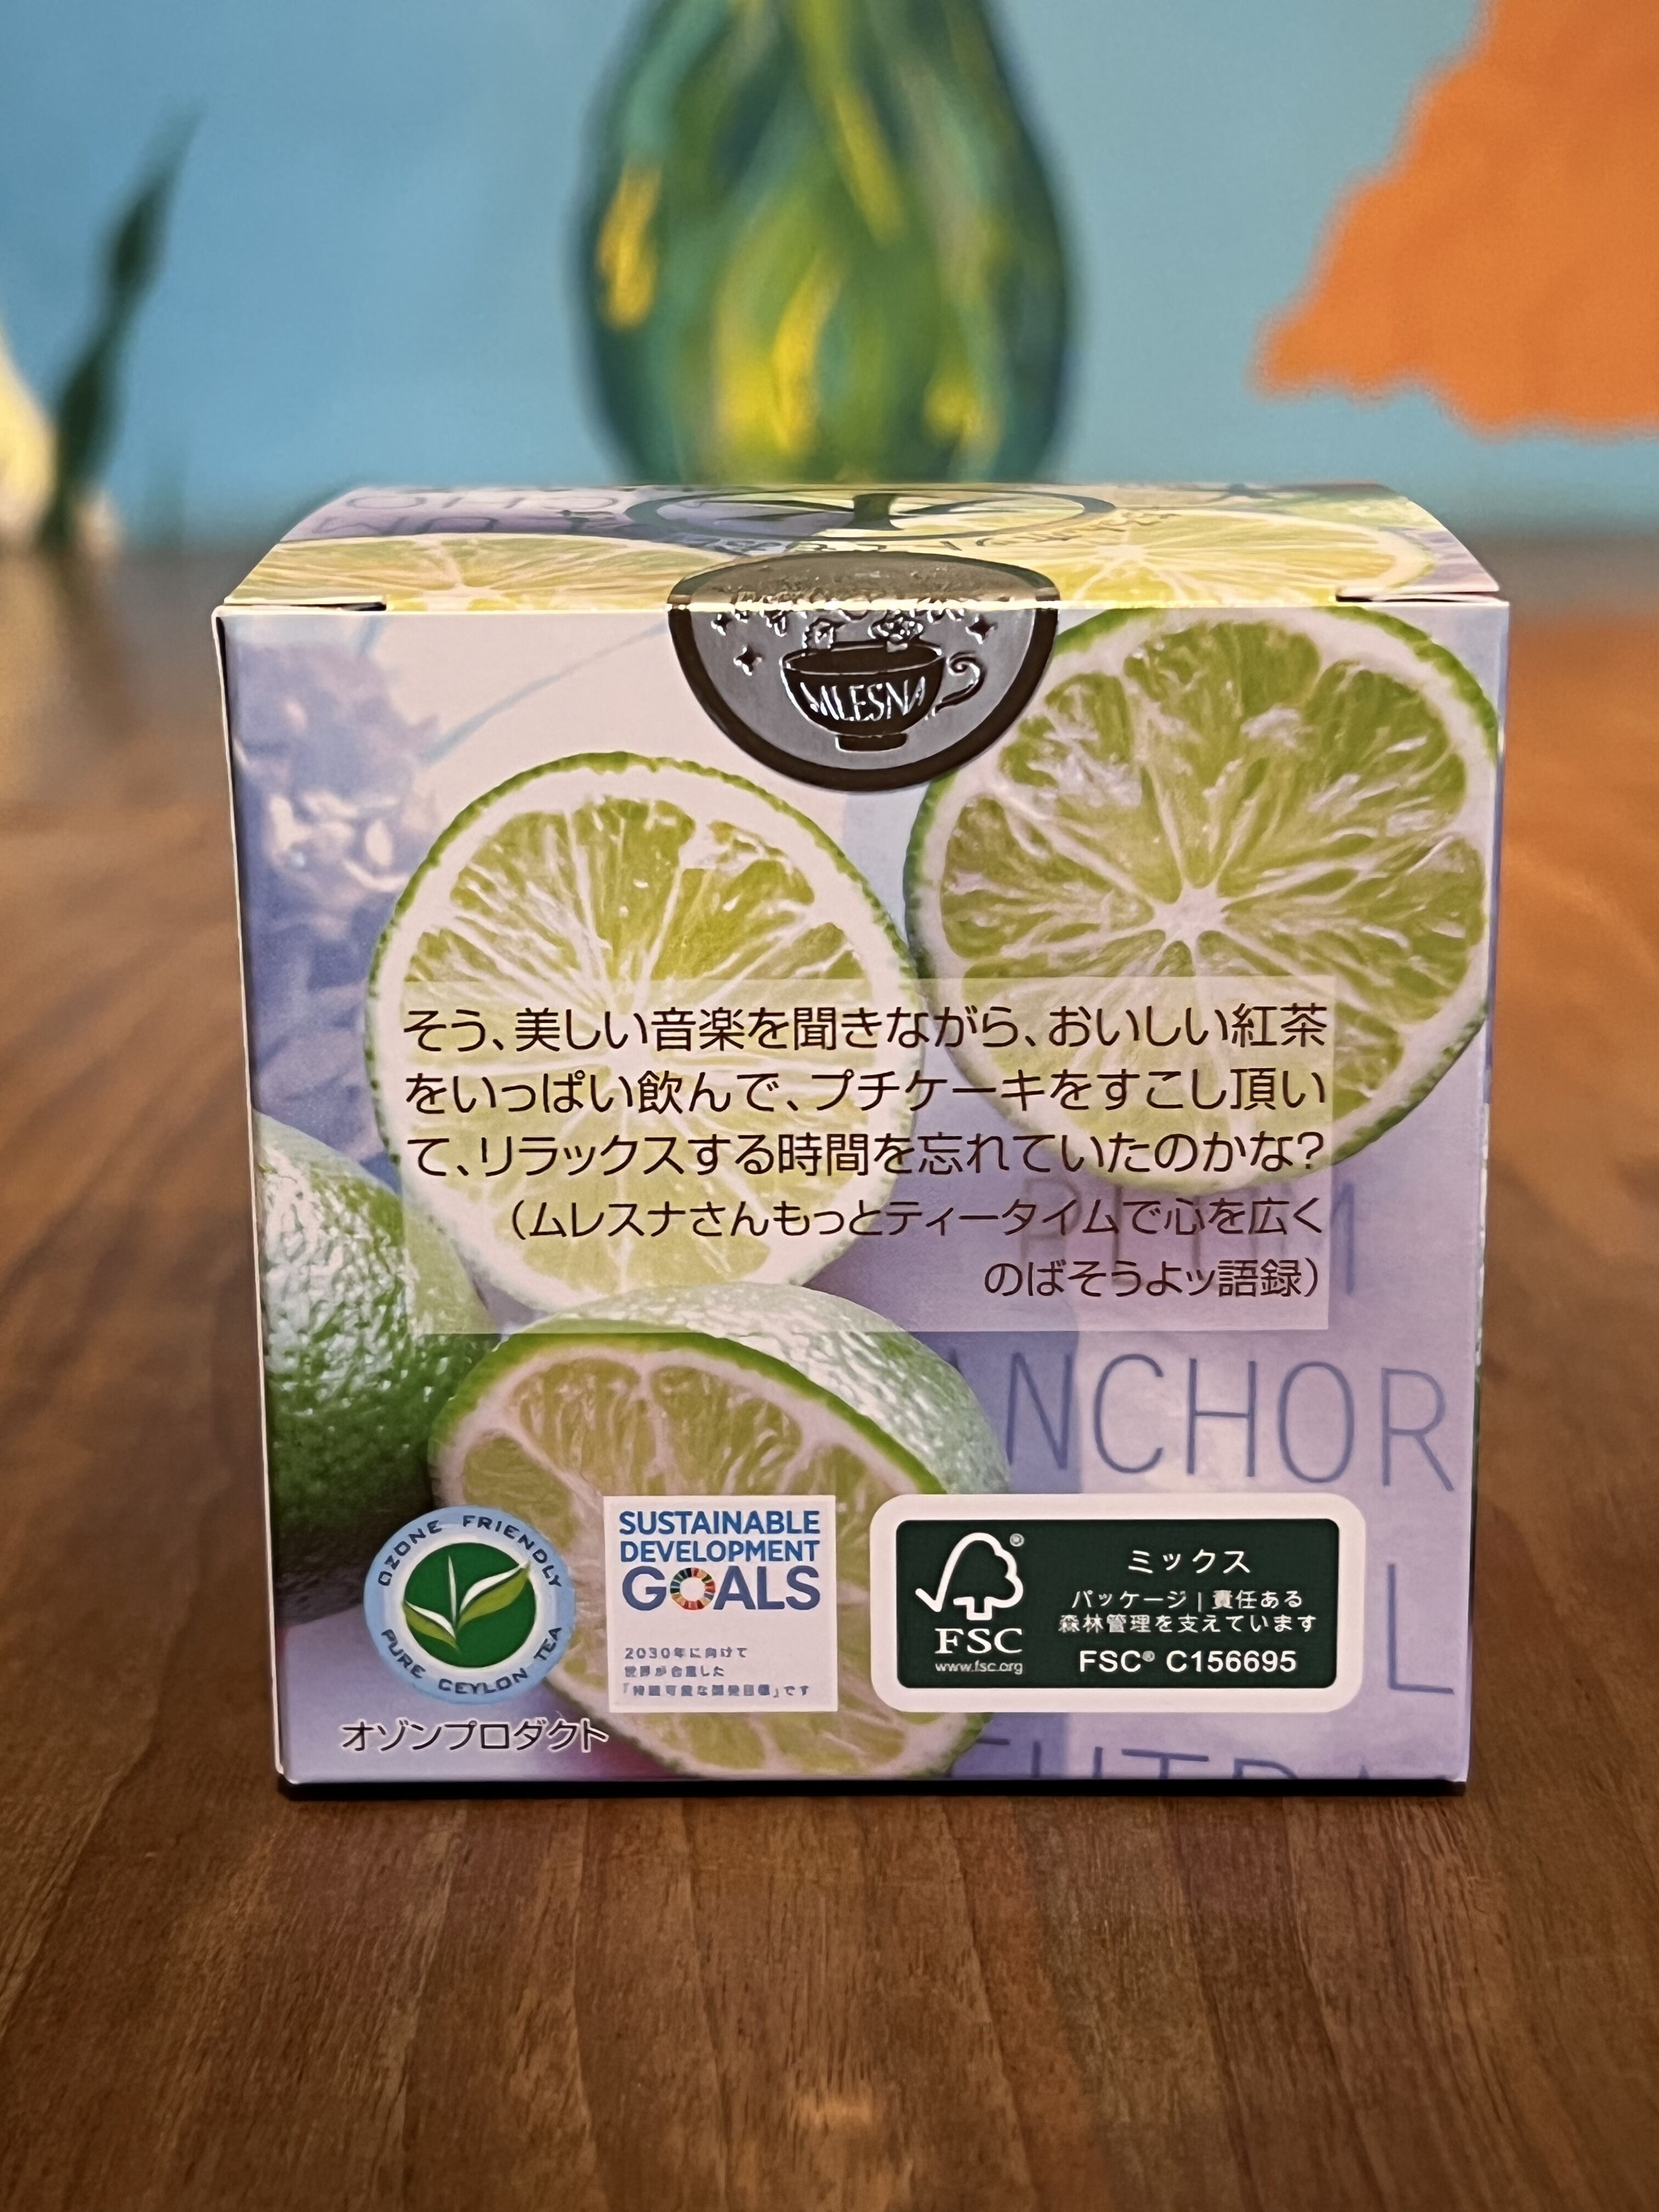 MLESNA
そう、美しい音楽を聞きながら、おいしい紅茶
をいっぱい飲んで、プチケーキをすこし頂い
て、リラックスする時間を忘れていたのかな?
(ムレスナさんもっとティータイムで心を広く
のばそうよッ語録)
PLUM
ANCHOR
L
OZONE FRIENDLY
PURE CEYLON TEA
オゾンプロダクト
SUSTAINABLE
DEVELOPMENT
GOALS
2030年に向けて
世界が合意した
「持続可能な開発目標」です
FSC®
www.fsc.org
ミックス
パッケージ | 責任ある
森林管理を支えています
FSC® C156695